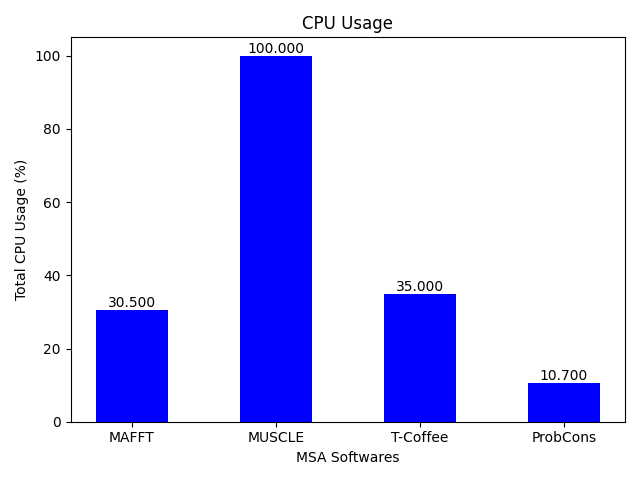 CPU Usage
100.000
35.000
30.500
10.700
100
80
60
40
20
0
Total CPU Usage (%)
MAFFT MUSCLE T-Coffee ProbCons
MSA Softwares